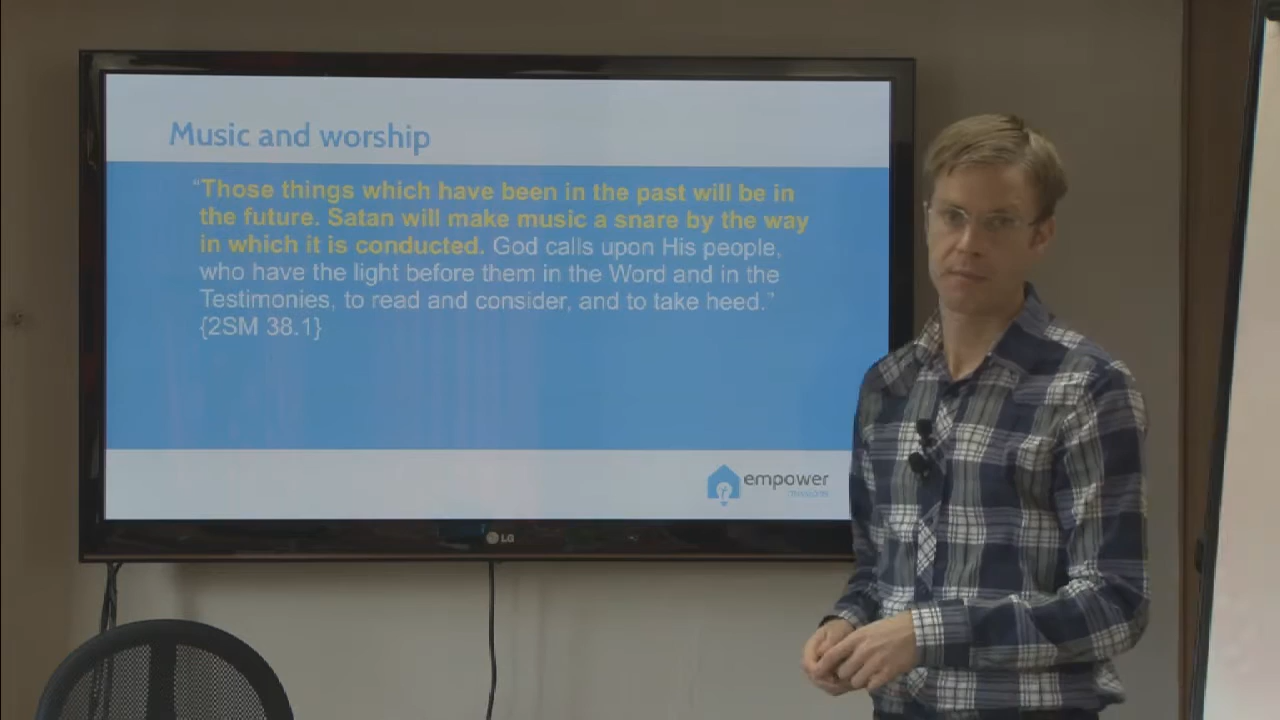 Music and worship
“Those things which have been in the past will be in
the future. Satan will make music a snare by the way
in which it is conducted. God calls upon His people,
who have the light before them in the Word and in the
Testimonies, to read and consider, and to take heed.”
{2SM 38.1}
empower
LG